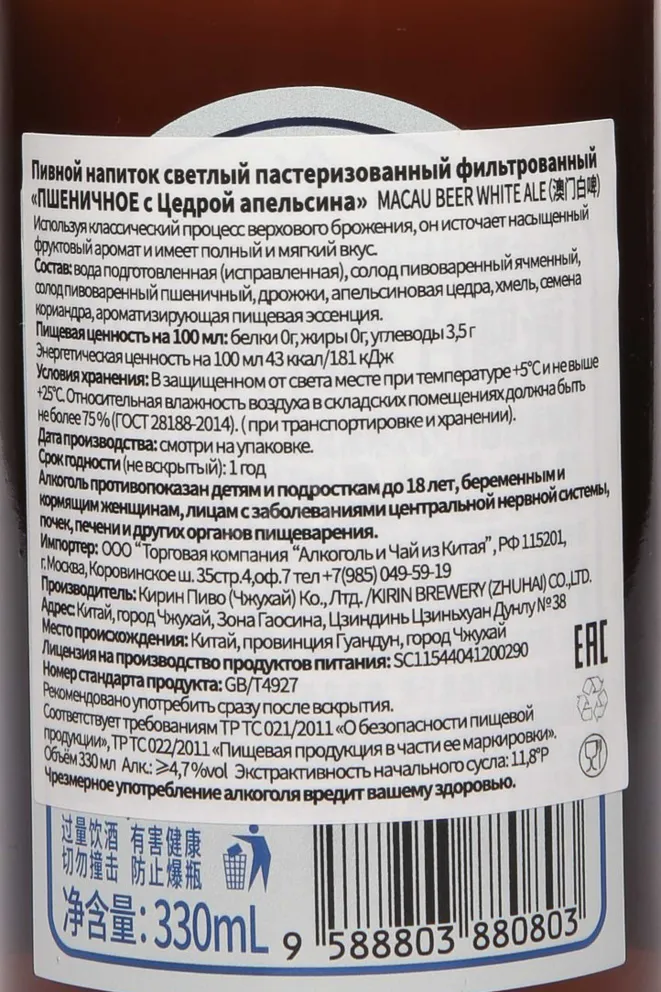 Пивной напиток светлый пастеризованный фильтрованный
«ПШЕНИЧНОЕ с Цедрой апельсина» MACAU BEER WHITE ALE (澳门白啤)
Используя классический процесс верхового брожения, он источает насыщенный
фруктовый аромат и имеет полный и мягкий вкус.
Состав: вода подготовленная (исправленная), солод пивоваренный ячменный,
солод пивоваренный пшеничный, дрожжи, апельсиновая цедра, хмель, семена
кориандра, ароматизирующая пищевая эссенция.
Пищевая ценность на 100 мл: белки 0г, жиры 0г, углеводы 3,5 г
Энергетическая ценность на 100 мл 43 ккал/181 кДж
Условия хранения: В защищенном от света месте при температуре +5°C и не выше
+25°C. Относительная влажность воздуха в складских помещениях должна быть
не более 75 % (ГОСТ 28188-2014). ( при транспортировке и хранении).
Дата производства: смотри на упаковке.
Срок годности (не вскрытый): 1 год
Алкоголь противопоказан детям и подросткам до 18 лет, беременным и
кормящим женщинам, лицам с заболеваниями центральной нервной системы,
почек, печени и других органов пищеварения.
Импортер: ООО “Торговая компания “Алкоголь и Чай из Китая”, РФ 115201,
г. Москва, Коровинское ш. 35стр.4,оф.7 тел +7(985) 049-59-19
Производитель: Кирин Пиво (Чжухай) Ко., Лтд. /KIRIN BREWERY (ZHUHAI) CO.,LTD.
Адрес: Китай, город Чжухай, Зона Гаосина, Цзиндинь Цзиньхуан Дунлу № 38
Место происхождения: Китай, провинция Гуандун, город Чжухай
Лицензия на производство продуктов питания: SC11544041200290
Номер стандарта продукта: GB/T4927
Рекомендовано употребить сразу после вскрытия.
Соответствует требованиям ТР ТС 021/2011 «О безопасности пищевой
продукции», ТР ТС 022/2011 «Пищевая продукция в части ее маркировки».
Объём 330 мл Алк.: ⩾4,7 %vol Экстрактивность начального сусла: 11,8°P
Чрезмерное употребление алкоголя вредит вашему здоровью.
EAC
过量饮酒 有害健康
切勿撞击 防止爆瓶
净含量: 330mL
9 588803 880803